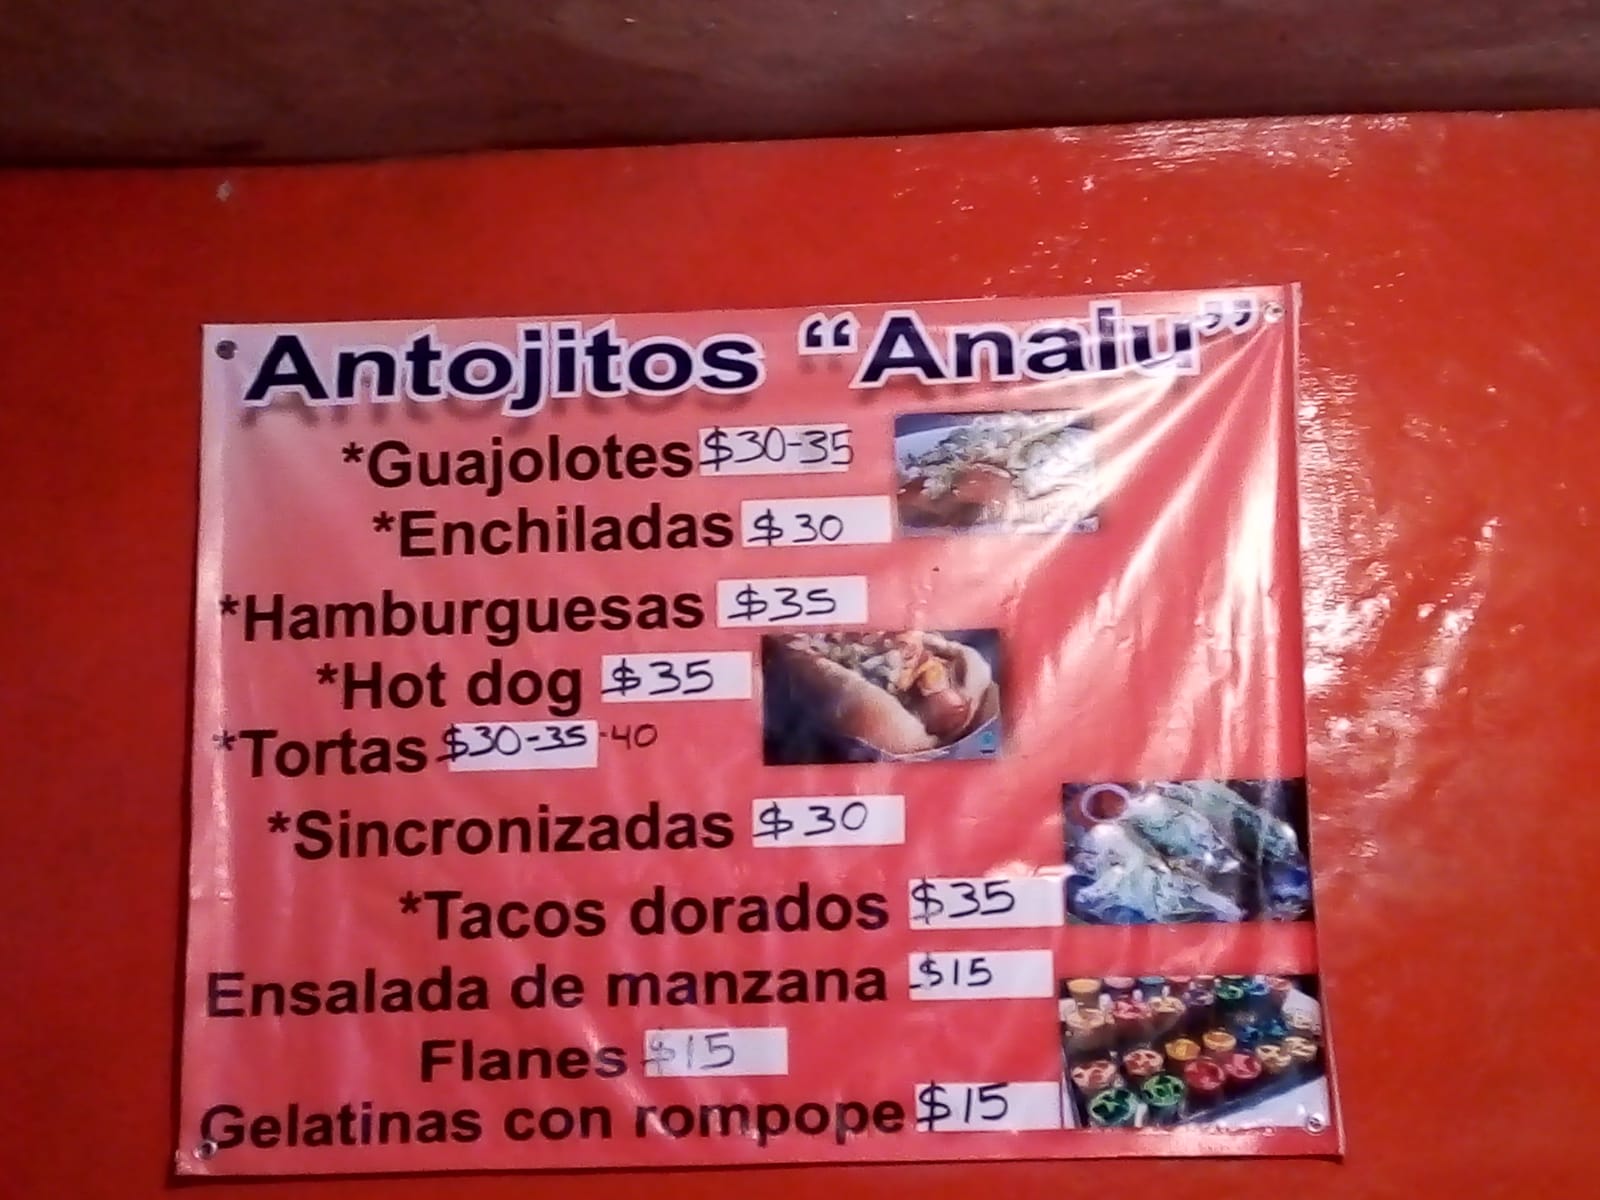 Antojitos “Analu”
*Guajolotes $30-35
*Enchiladas $30
*Hamburguesas $35
*Hot dog $35
*Tortas $30-35-40
*Sincronizadas $30
*Tacos dorados $35
Ensalada de manzana $15
Flanes $15
Gelatinas con rompope $15